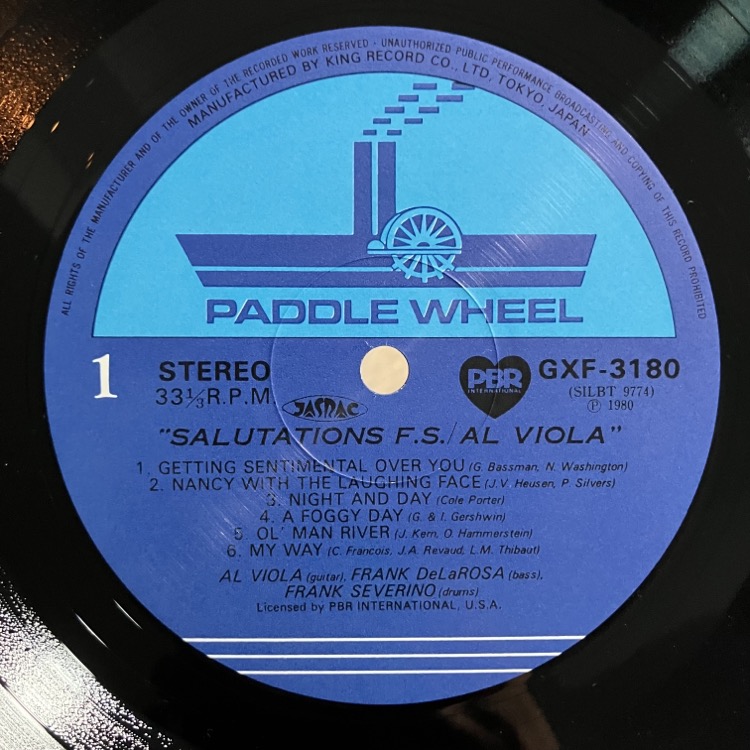 ALL RIGHTS OF THE MANUFACTURER AND OF THE OWNER OF THE RECORDED WORK RESERVED - UNAUTHORIZED PUBLIC PERFORMANCE BROADCASTING AND COPYING OF THIS RECORD PROHIBITED
MANUFACTURED BY KING RECORD CO., LTD, TOKYO, JAPAN
PADDLE WHEEL
1 STEREO
33⅓R.P.M.
JASRAC
PBR
INTERNATIONAL
GXF-3180
(SILBT 9774)
Ⓟ 1980
"SALUTATIONS F.S./AL VIOLA"
1. GETTING SENTIMENTAL OVER YOU (G. Bassman, N. Washington)
2. NANCY WITH THE LAUGHING FACE (J.V. Heusen, P. Silvers)
3. NIGHT AND DAY (Cole Porter)
4. A FOGGY DAY (G. & I. Gershwin)
5. OL' MAN RIVER (J. Kern, O. Hammerstein)
6. MY WAY (C. Francois, J.A. Revaud, L.M. Thibaut)
AL VIOLA (guitar), FRANK DeLaROSA (bass),
FRANK SEVERINO (drums)
Licensed by PBR INTERNATIONAL, U.S.A.